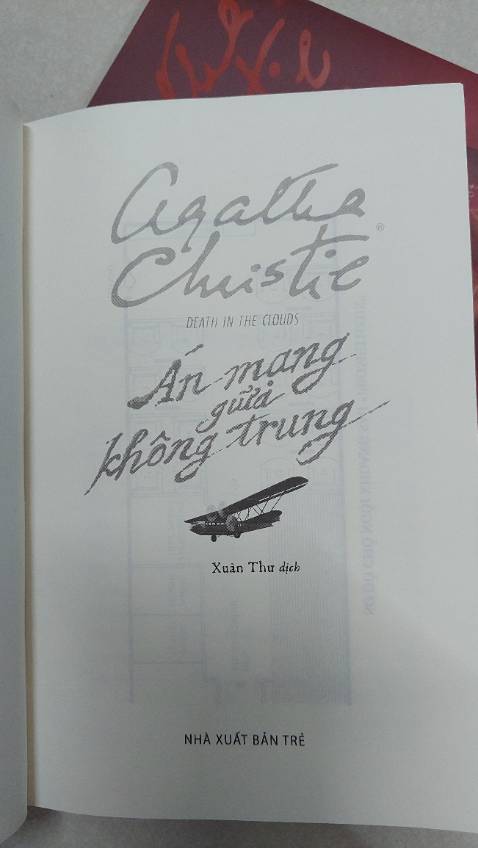 Agatha
Christie®
DEATH IN THE CLOUDS
Án mạng
giữa
không trung
Xuân Thư dịch
NHÀ XUẤT BẢN TRẺ